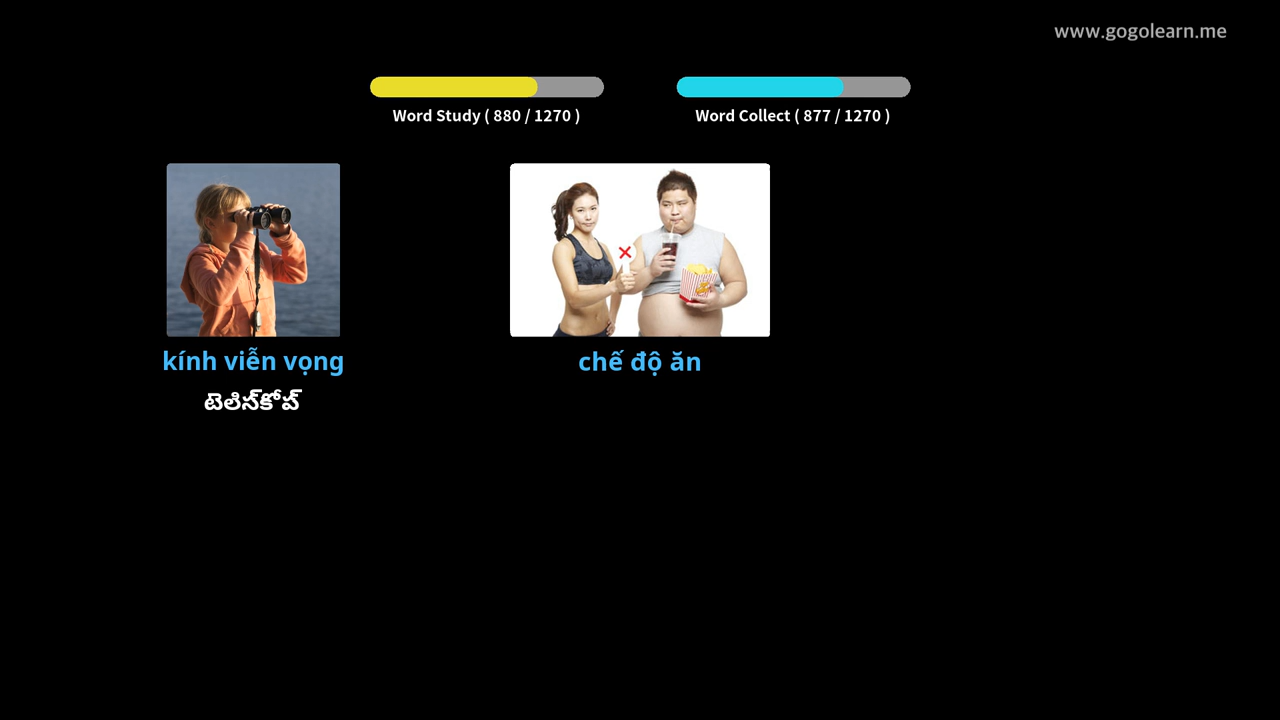 www.gogolearn.me
Word Study ( 880 / 1270 )
Word Collect ( 877 / 1270 )
kính viễn vọng
chế độ ăn
టెలిస్కోప్